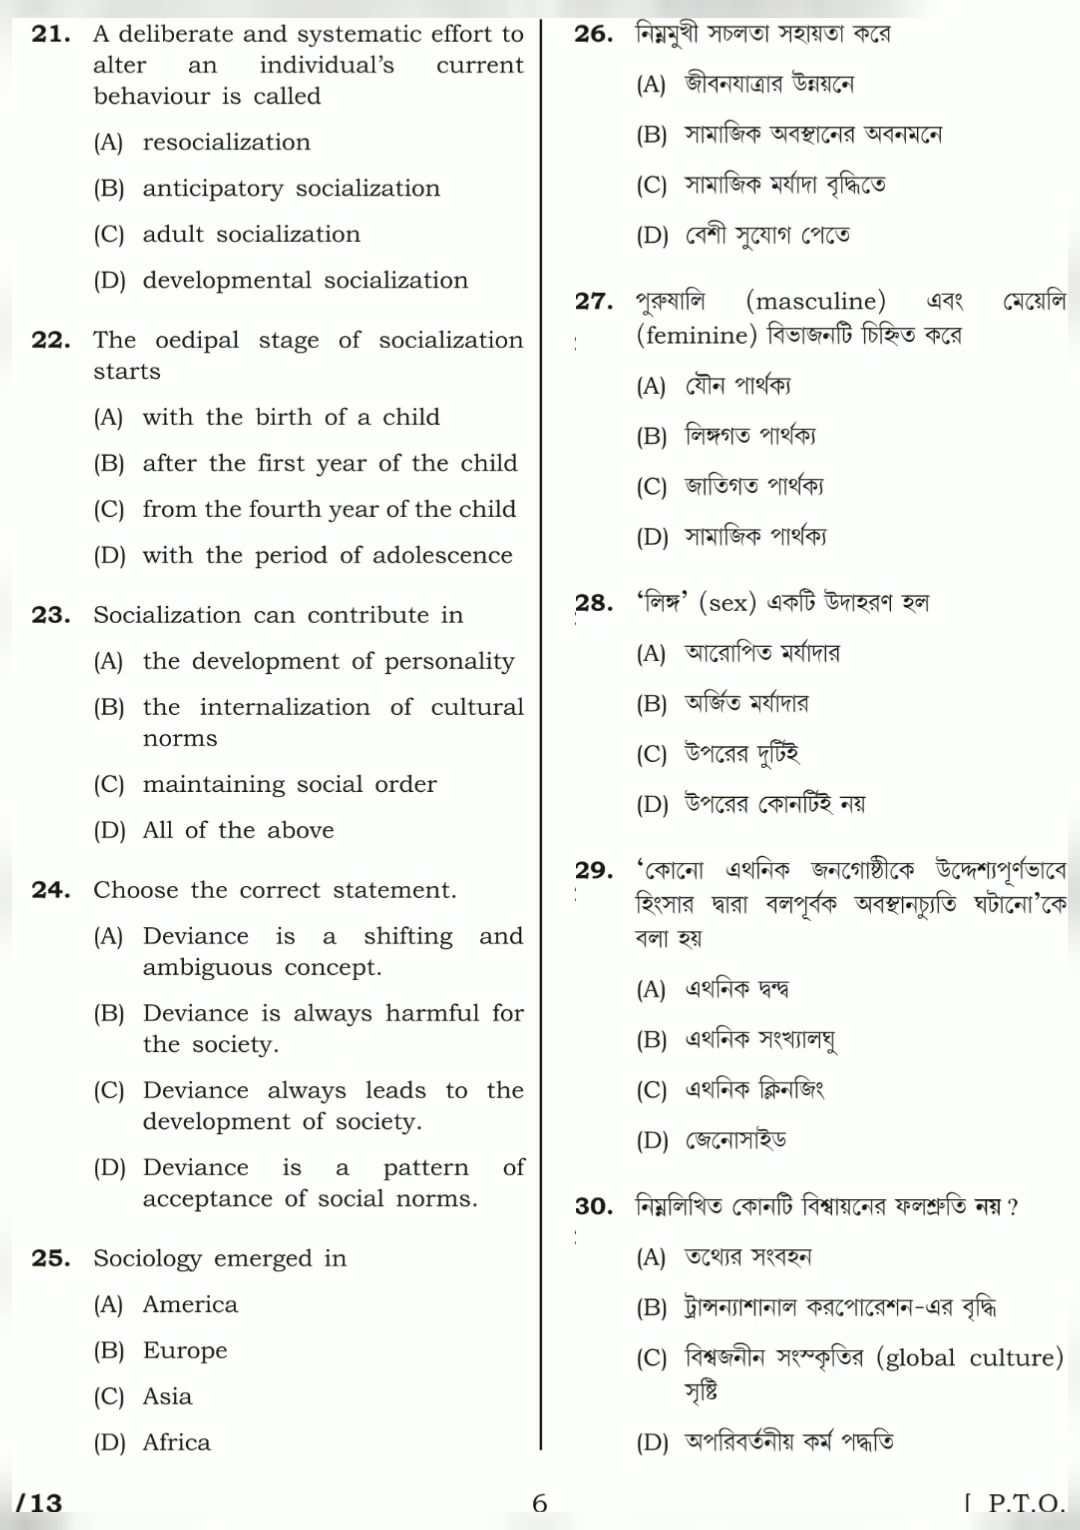 21. A deliberate and systematic effort to
alter an individual's current
behaviour is called
(A) resocialization
(B) anticipatory socialization
(C) adult socialization
(D) developmental socialization
22. The oedipal stage of socialization
starts
(A) with the birth of a child
(B) after the first year of the child
(C) from the fourth year of the child
(D) with the period of adolescence
23. Socialization can contribute in
(A) the development of personality
(B) the internalization of cultural
norms
(C) maintaining social order
(D) All of the above
24. Choose the correct statement.
(A) Deviance is a shifting and
ambiguous concept.
(B) Deviance is always harmful for
the society.
(C) Deviance always leads to the
development of society.
(D) Deviance is a pattern of
acceptance of social norms.
25. Sociology emerged in
(A) America
(B) Europe
(C) Asia
(D) Africa
26. নিম্নমুখী সচলতা সহায়তা করে
(A) জীবনযাত্রার উন্নয়নে
(B) সামাজিক অবস্থানের অবনমনে
(C) সামাজিক মর্যাদা বৃদ্ধিতে
(D) বেশী সুযোগ পেতে
27. পুরুষালি (masculine) এবং মেয়েলি
(feminine) বিভাজনটি চিহ্নিত করে
(A) যৌন পার্থক্য
(B) লিঙ্গগত পার্থক্য
(C) জাতিগত পার্থক্য
(D) সামাজিক পার্থক্য
28. ‘লিঙ্গ’ (sex) একটি উদাহরণ হল
(A) আরোপিত মর্যাদার
(B) অর্জিত মর্যাদার
(C) উপরের দুটিই
(D) উপরের কোনটিই নয়
29. ‘কোনো এথনিক জনগোষ্ঠীকে উদ্দেশ্যপূর্ণভাবে
হিংসার দ্বারা বলপূর্বক অবস্থানচ্যুতি ঘটানো’কে
বলা হয়
(A) এথনিক দ্বন্দ্ব
(B) এথনিক সংখ্যালঘু
(C) এথনিক ক্লিনজিং
(D) জেনোসাইড
30. নিম্নলিখিত কোনটি বিশ্বায়নের ফলশ্রুতি নয় ?
(A) তথ্যের সংবহন
(B) ট্রান্সন্যাশানাল করপোরেশন-এর বৃদ্ধি
(C) বিশ্বজনীন সংস্কৃতির (global culture)
সৃষ্টি
(D) অপরিবর্তনীয় কর্ম পদ্ধতি
/13 6 [ P.T.O.